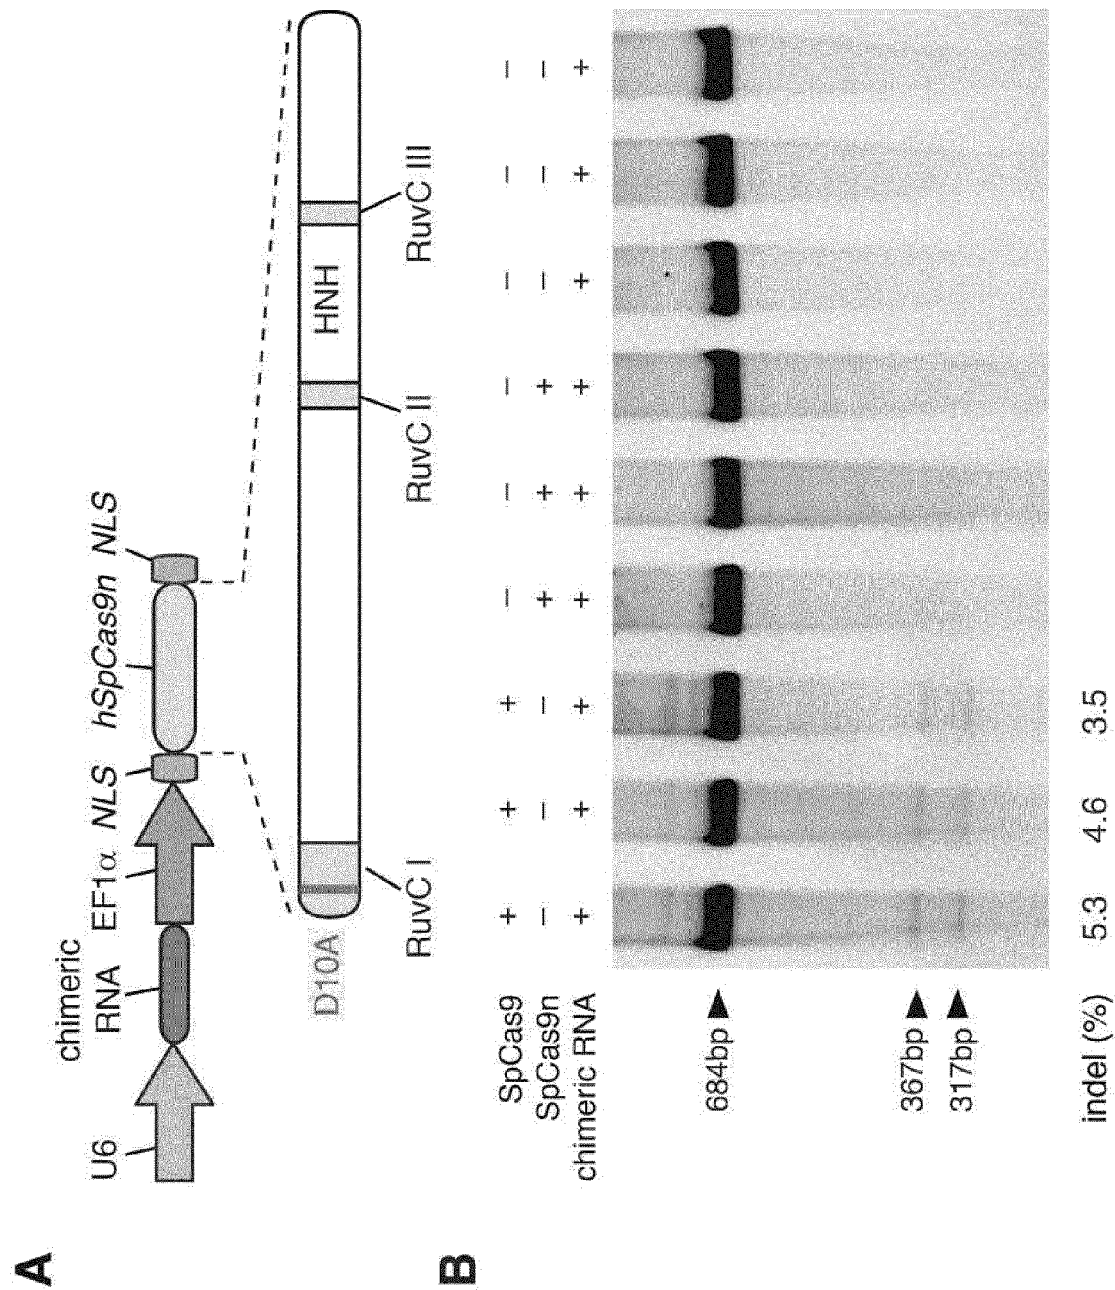 A
chimeric
U6 RNA EF1α NLS hSpCas9n NLS
D10A
HNH
RuvC I RuvC II RuvC III
B
SpCas9 + + + – – – – – –
SpCas9n – – – + + + – – –
chimeric RNA + + + + + + + + +
684bp
367bp
317bp
indel (%) 5.3 4.6 3.5